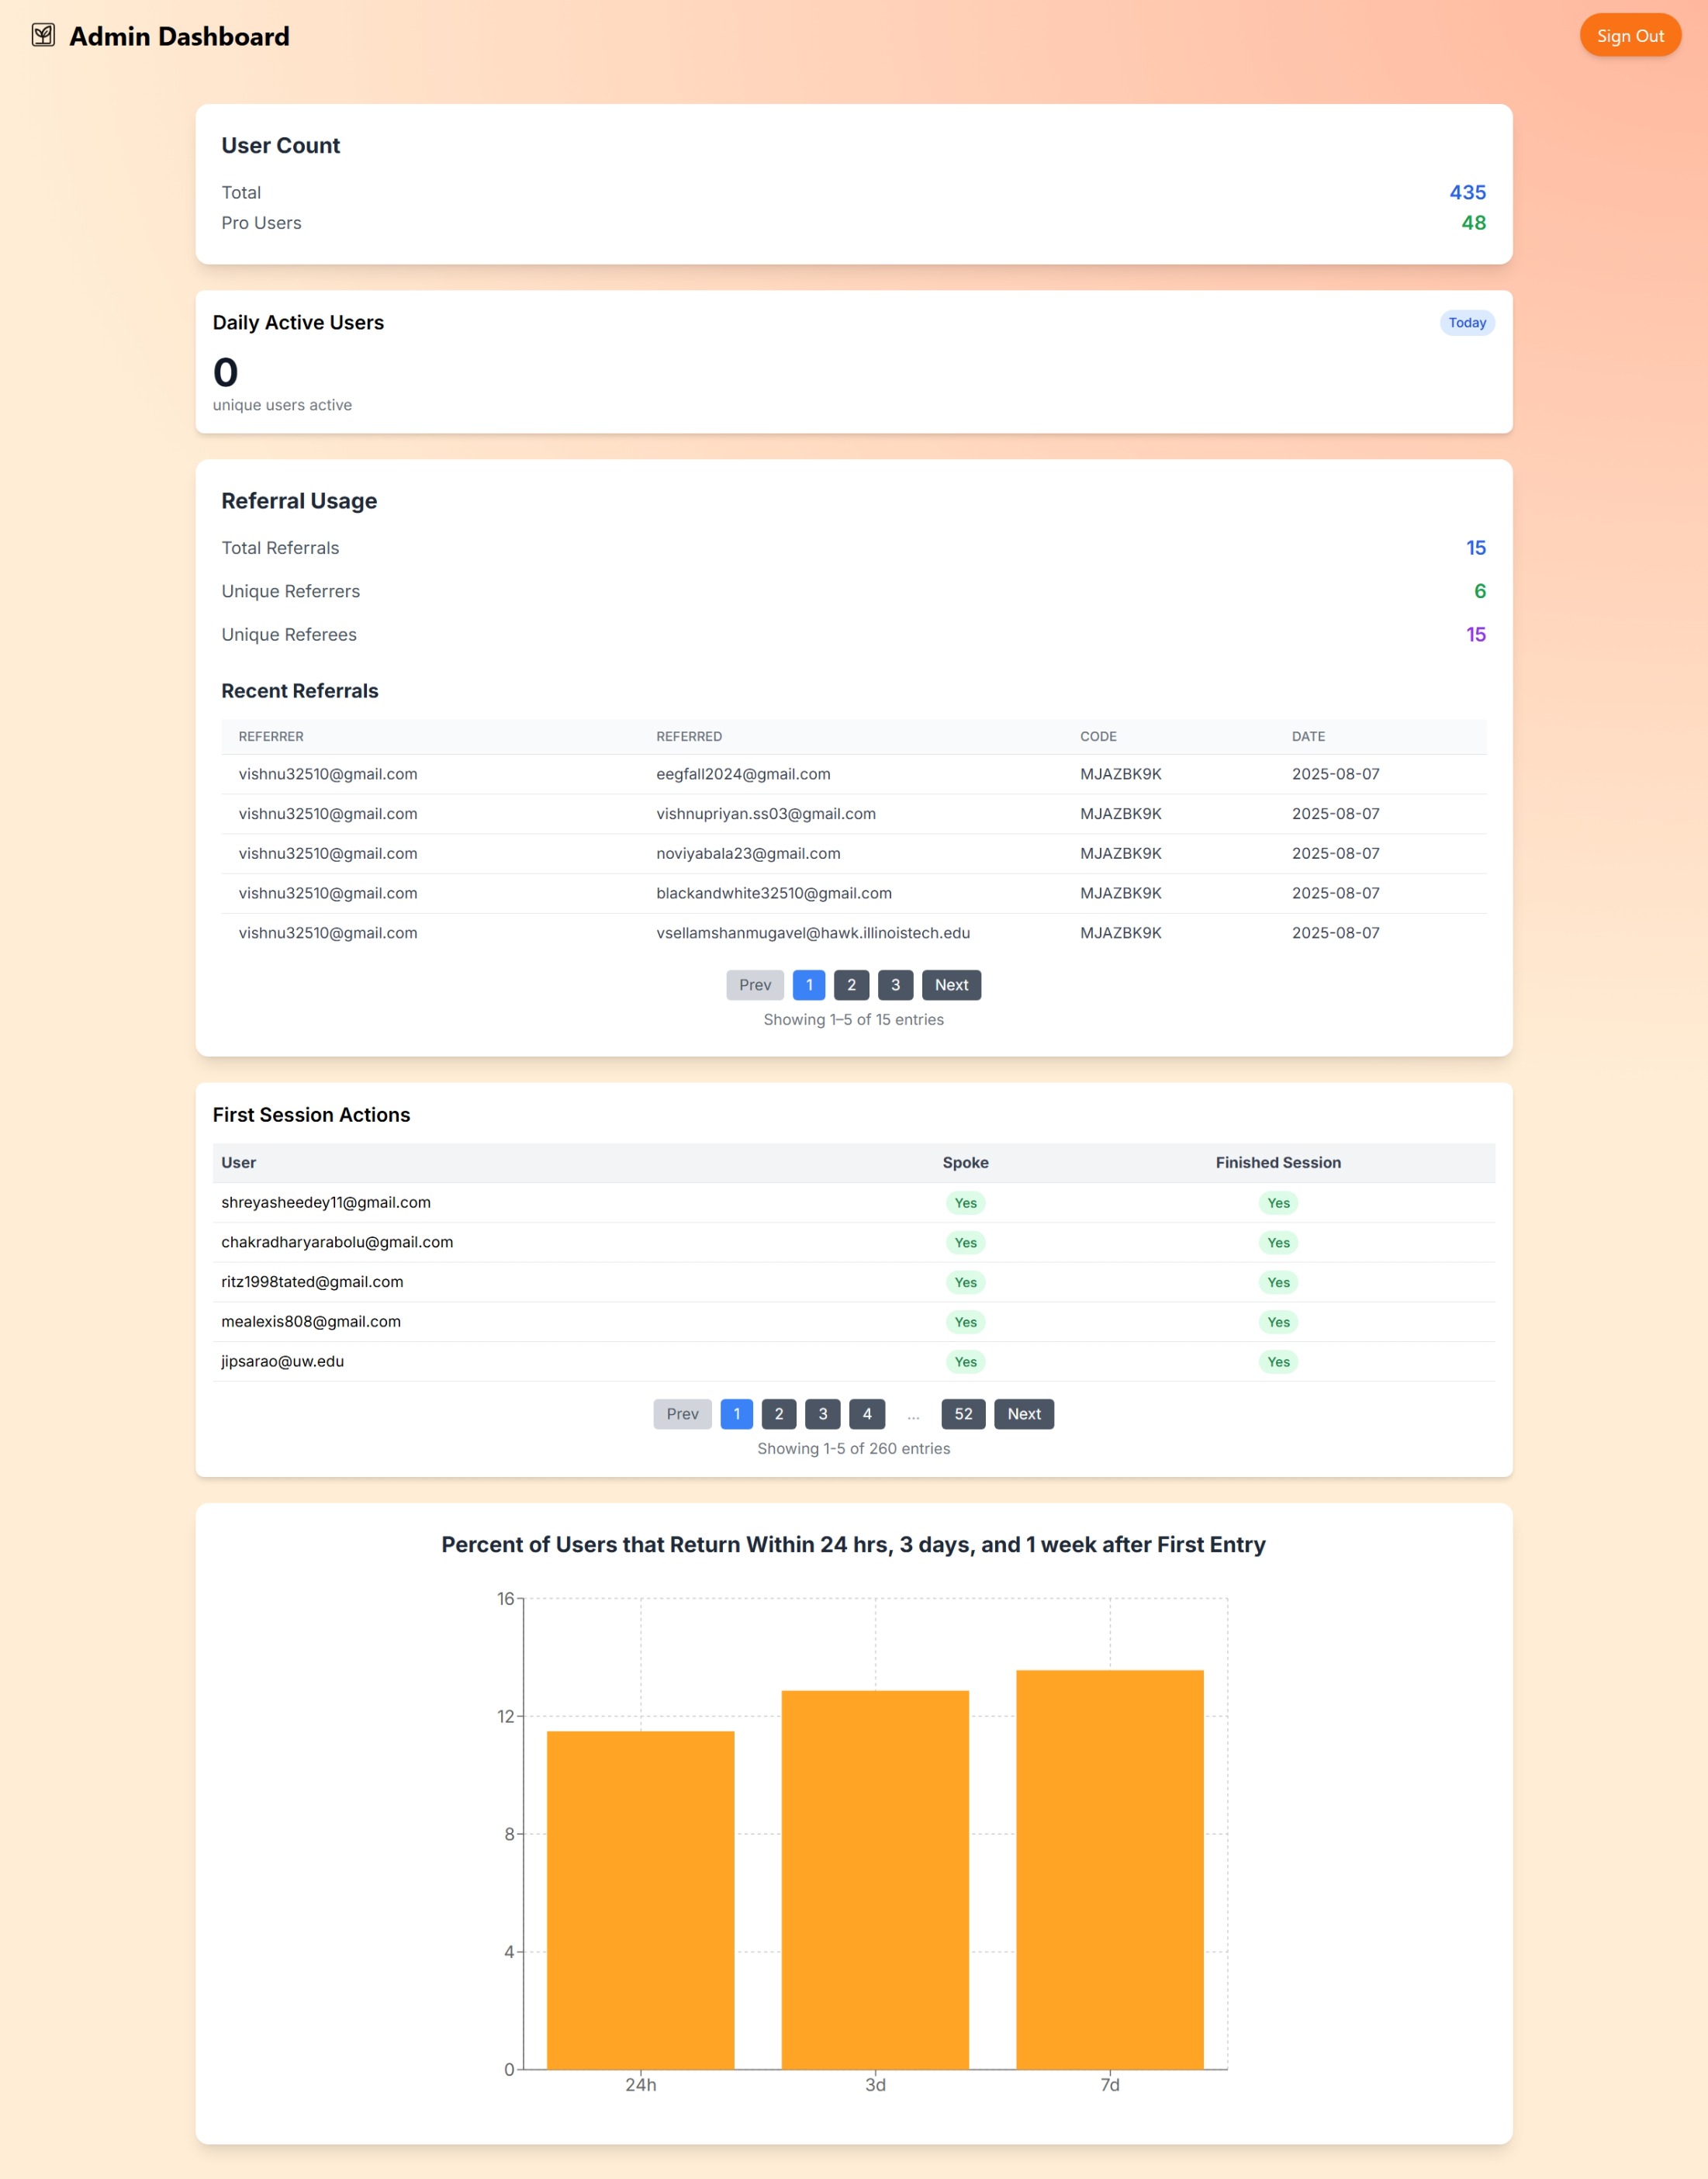 Admin Dashboard
Sign Out
User Count
Total 435
Pro Users 48
Daily Active Users Today
0
unique users active
Referral Usage
Total Referrals 15
Unique Referrers 6
Unique Referees 15
Recent Referrals
REFERRER REFERRED CODE DATE
vishnu32510@gmail.com eegfall2024@gmail.com MJAZBK9K 2025-08-07
vishnu32510@gmail.com vishnupriyan.ss03@gmail.com MJAZBK9K 2025-08-07
vishnu32510@gmail.com noviyabala23@gmail.com MJAZBK9K 2025-08-07
vishnu32510@gmail.com blackandwhite32510@gmail.com MJAZBK9K 2025-08-07
vishnu32510@gmail.com vsellamshanmugavel@hawk.illinoistech.edu MJAZBK9K 2025-08-07
Prev 1 2 3 Next
Showing 1–5 of 15 entries
First Session Actions
User Spoke Finished Session
shreyasheedey11@gmail.com Yes Yes
chakradharyarabolu@gmail.com Yes Yes
ritz1998tated@gmail.com Yes Yes
mealexis808@gmail.com Yes Yes
jipsarao@uw.edu Yes Yes
Prev 1 2 3 4 ... 52 Next
Showing 1-5 of 260 entries
Percent of Users that Return Within 24 hrs, 3 days, and 1 week after First Entry
16
12
8
4
0
24h 3d 7d